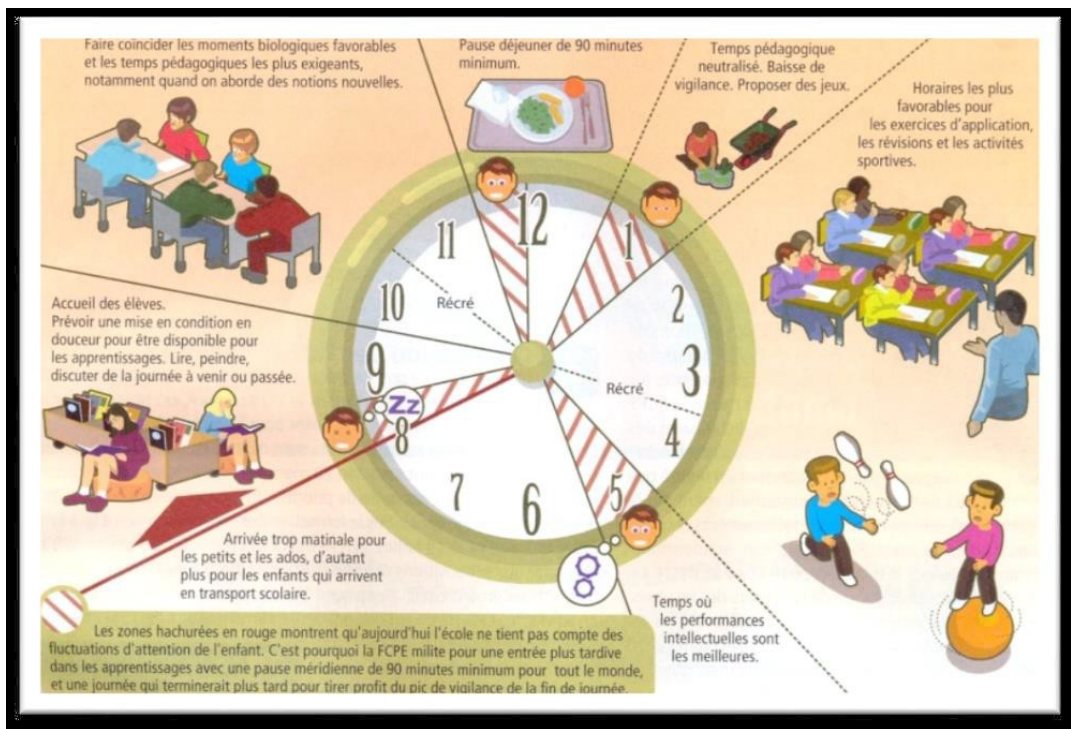 Faire coïncider les moments biologiques favorables
et les temps pédagogiques les plus exigeants,
notamment quand on aborde des notions nouvelles.
Pause déjeuner de 90 minutes
minimum.
Temps pédagogique
neutralisé. Baisse de
vigilance. Proposer des jeux.
Horaires les plus
favorables pour
les exercices d'application,
les révisions et les activités
sportives.
Accueil des élèves.
Prévoir une mise en condition en
douceur pour être disponible pour
les apprentissages. Lire, peindre,
discuter de la journée à venir ou passée.
12
1
2
3
4
5
6
7
8
9
10
11
Récré
Récré
Zz
Arrivée trop matinale pour
les petits et les ados, d'autant
plus pour les enfants qui arrivent
en transport scolaire.
Temps où
les performances
intellectuelles sont
les meilleures.
Les zones hachurées en rouge montrent qu'aujourd'hui l'école ne tient pas compte des
fluctuations d'attention de l'enfant. C'est pourquoi la FCPE milite pour une entrée plus tardive
dans les apprentissages avec une pause méridienne de 90 minutes minimum pour tout le monde,
et une journée qui terminerait plus tard pour tirer profit du pic de vigilance de la fin de journée.